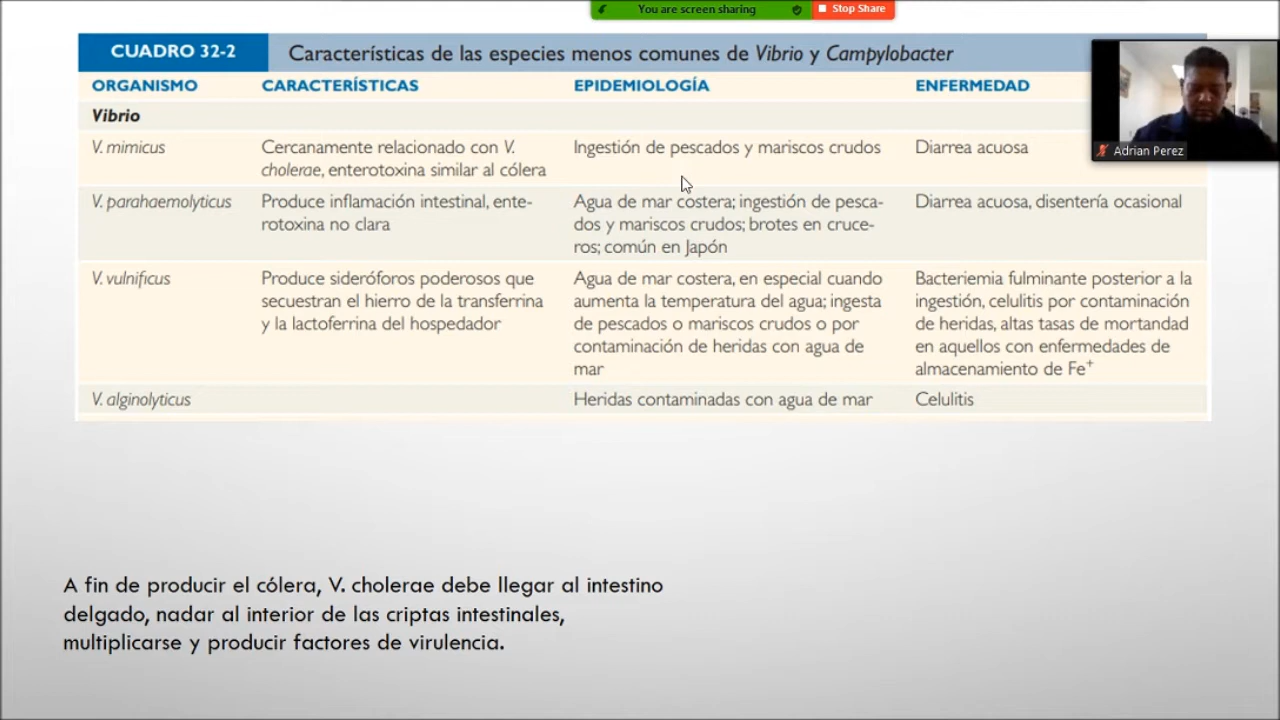 You are screen sharing
Stop Share
CUADRO 32-2
Características de las especies menos comunes de Vibrio y Campylobacter
ORGANISMO CARACTERÍSTICAS EPIDEMIOLOGÍA ENFERMEDAD
Vibrio
V. mimicus
Cercanamente relacionado con V.
cholerae, enterotoxina similar al cólera
Ingestión de pescados y mariscos crudos
Diarrea acuosa
V. parahaemolyticus
Produce inflamación intestinal, ente-
rotoxina no clara
Agua de mar costera; ingestión de pesca-
dos y mariscos crudos; brotes en cruce-
ros; común en Japón
Diarrea acuosa, disentería ocasional
V. vulnificus
Produce sideróforos poderosos que
secuestran el hierro de la transferrina
y la lactoferrina del hospedador
Agua de mar costera, en especial cuando
aumenta la temperatura del agua; ingesta
de pescados o mariscos crudos o por
contaminación de heridas con agua de
mar
Bacteriemia fulminante posterior a la
ingestión, celulitis por contaminación
de heridas, altas tasas de mortandad
en aquellos con enfermedades de
almacenamiento de Fe⁺
V. alginolyticus
Heridas contaminadas con agua de mar
Celulitis
Adrian Perez
A fin de producir el cólera, V. cholerae debe llegar al intestino
delgado, nadar al interior de las criptas intestinales,
multiplicarse y producir factores de virulencia.